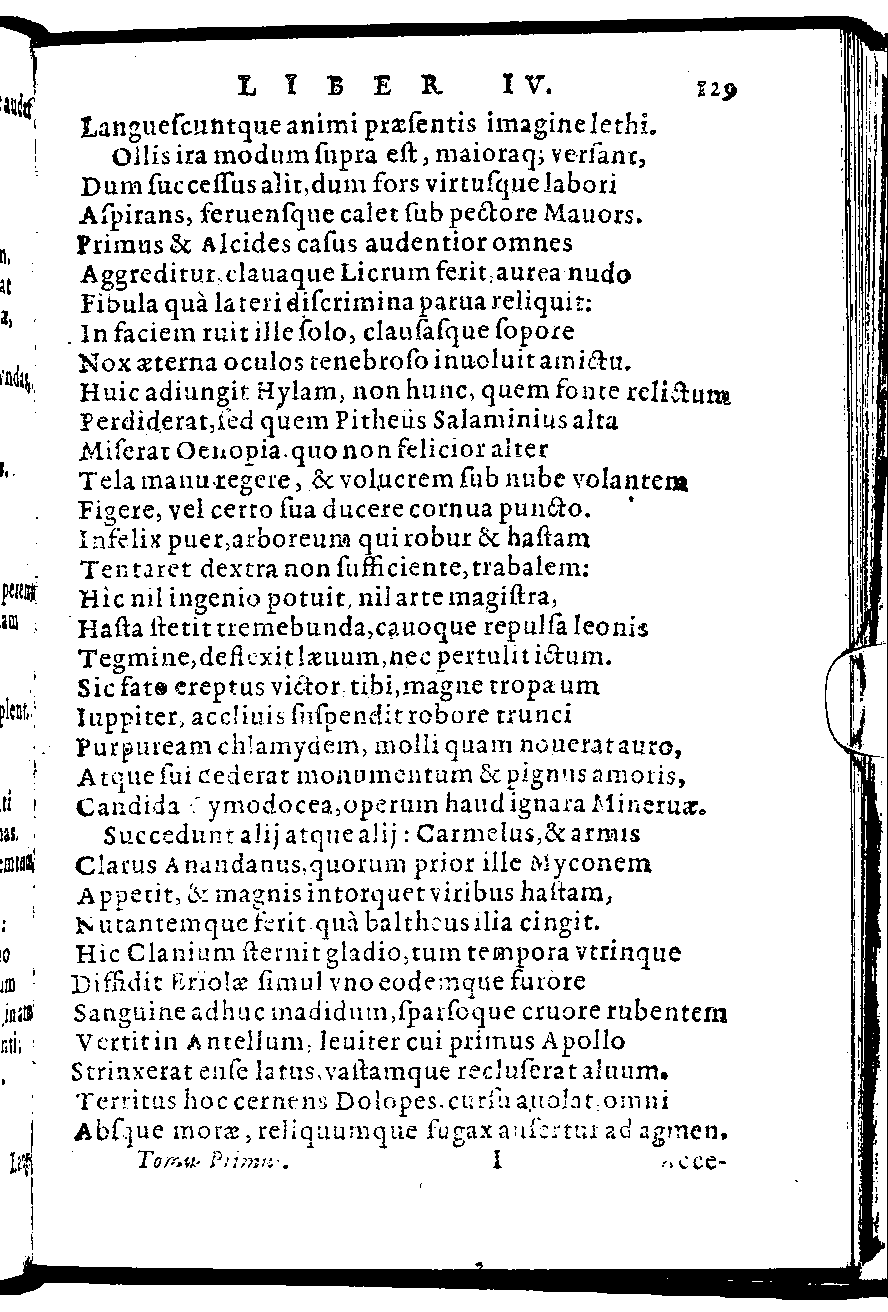 LIBER IV. 129
Languescuntque animi præsentis imagine lethi.
Ollis ira modum supra est, maioraq; versant,
Dum successus alit, dum fors virtusque labori
Aspirans, feruensque calet sub pectore Mauors.
Primus & Alcides casus audentior omnes
Aggreditur, clauaque Licrum ferit, aurea nudo
Fibula quà lateri discrimina parua reliquit:
In faciem ruit ille solo, clausasque sopore
Nox æterna oculos tenebroso inuoluit amictu.
Huic adiungit Hylam, non hunc, quem fonte relictum
Perdiderat, sed quem Pitheüs Salaminius alta
Miserat Oenopia. quo non felicior alter
Tela manu regere, & volucrem sub nube volantem
Figere, vel certo sua ducere cornua puncto.
Infelix puer, arboreum qui robur & hastam
Tentaret dextra non sufficiente, trabalem:
Hic nil ingenio potuit, nil arte magistra,
Hasta stetit tremebunda, cauoque repulsa leonis
Tegmine, deflexit læuum, nec pertulit ictum.
Sic fato ereptus victor tibi, magne tropæum
Iuppiter, accliuis suspendit robore trunci
Purpuream chlamydem, molli quam nouerat auro,
Atque sui dederat monumentum & pignus amoris,
Candida Cymodocea, operum haud ignara Mineruæ.
Succedunt alij atque alij: Carmelus, & armis
Clarus Anandanus, quorum prior ille Myconem
Appetit, & magnis intorquet viribus hastam,
Nutantemque ferit quà baltheus ilia cingit.
Hic Clanium sternit gladio, tum tempora vtrinque
Diffidit Eriolæ simul vno eodemque furore
Sanguine adhuc madidum, sparsoque cruore rubentem
Vertit in Antellum, leuiter cui primus Apollo
Strinxerat ense latus, vastamque recluserat aluum.
Territus hoc cernens Dolopes, cursu auolat, omni
Absque moræ, reliquumque fugax aufertur ad agmen.
Tomus Primus. I Acce-